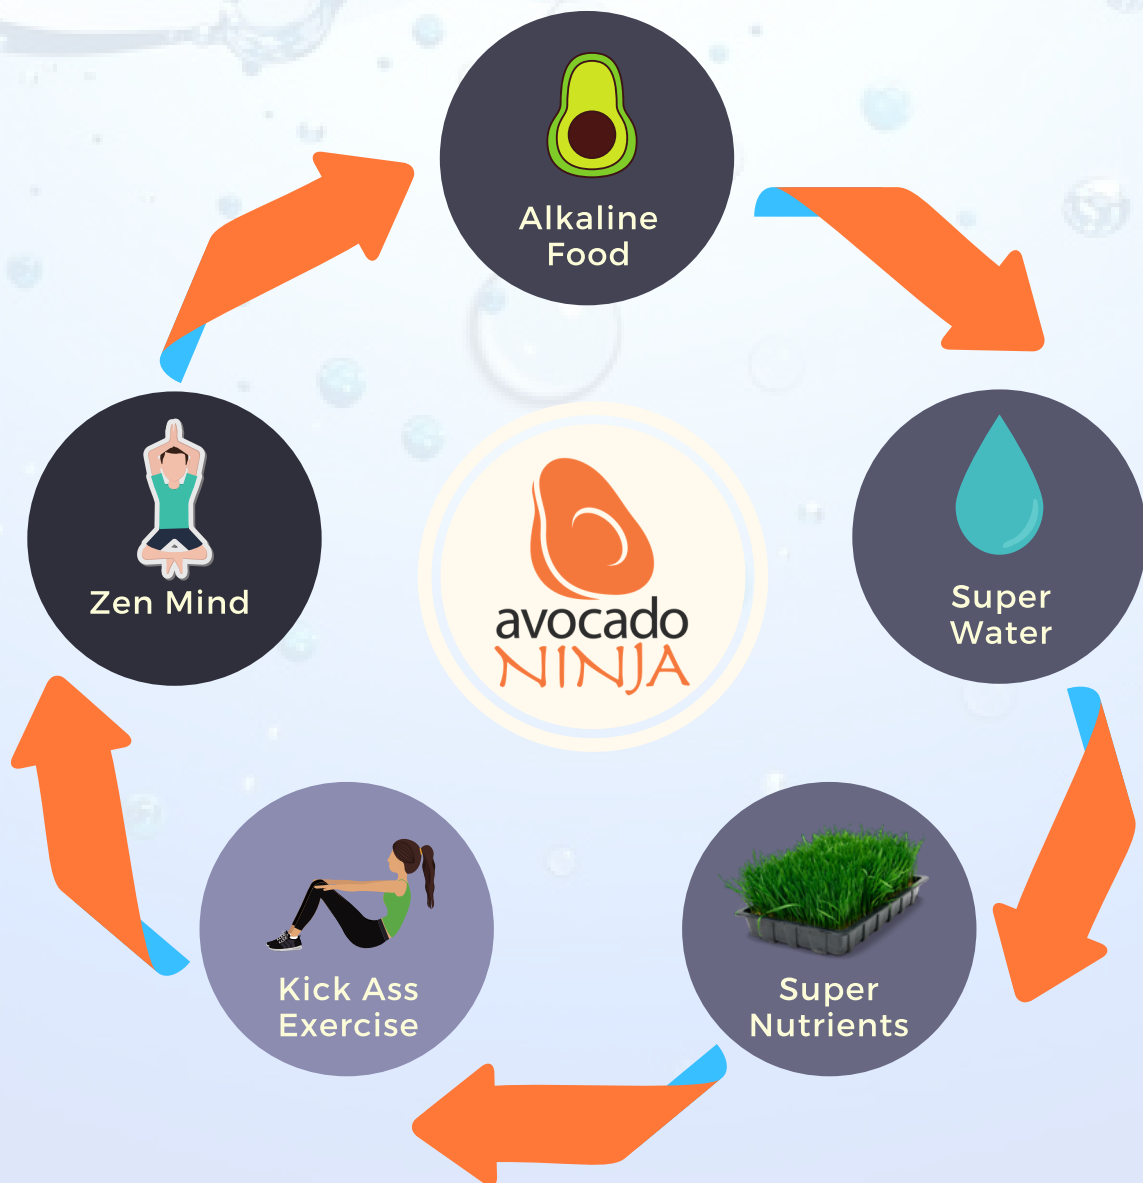 Alkaline
Food
Super
Water
Super
Nutrients
Kick Ass
Exercise
Zen Mind
avocado
NINJA